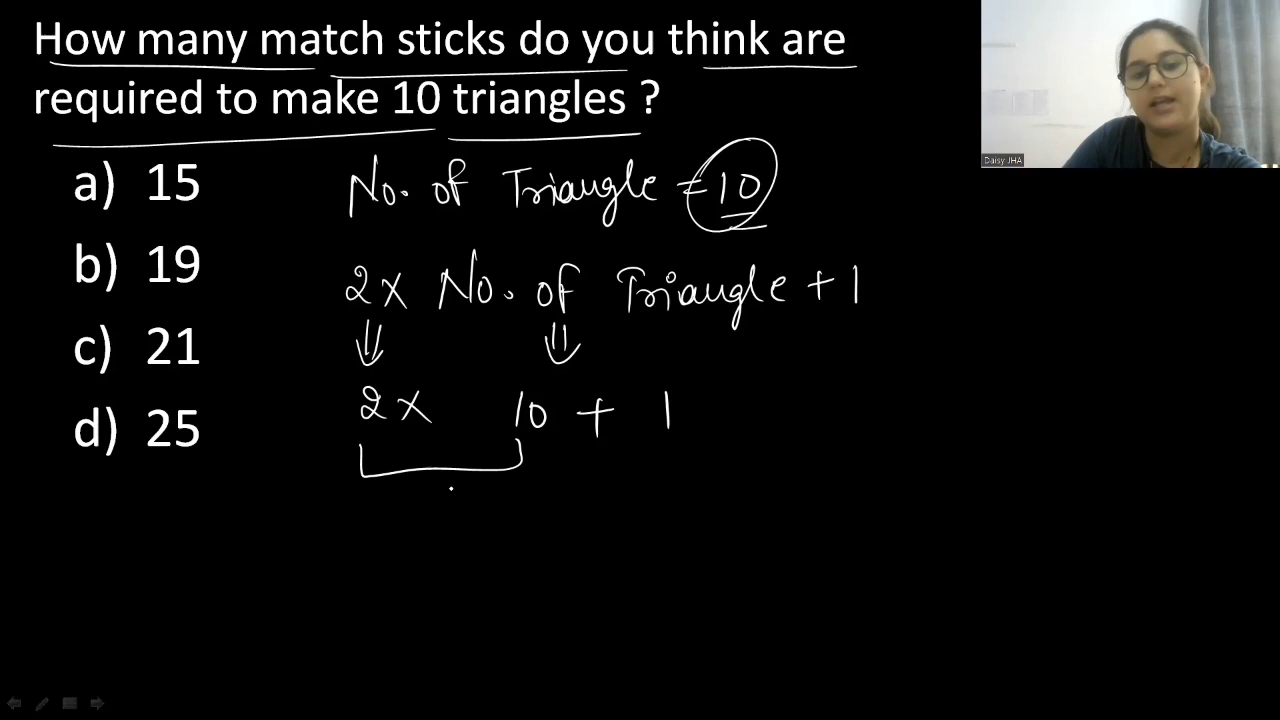 How many match sticks do you think are
required to make 10 triangles ?
a) 15
b) 19
c) 21
d) 25
No. of Triangle = 10
2 x No. of Triangle + 1
2 x 10 + 1
Daisy JHA